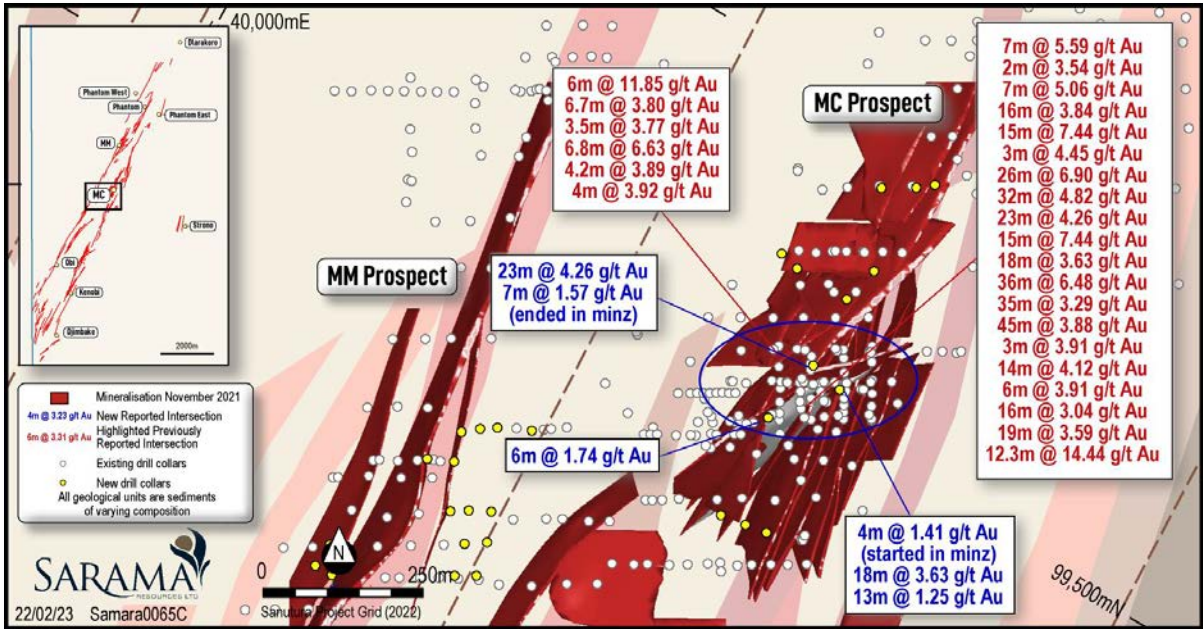 40,000mE
Diarakoro
Phantom West
Phantom
Phantom East
MM
MC
Strono
Obi
Kenobi
Djimbake
2000m
Mineralisation November 2021
4m @ 3.23 g/t Au New Reported Intersection
6m @ 3.31 g/t Au Highlighted Previously
Reported Intersection
Existing drill collars
New drill collars
All geological units are sediments
of varying composition
SARAMA
RESOURCES LTD
22/02/23 Samara0065C
N
0 250m
Sanutura Project Grid (2022)
MM Prospect
6m @ 11.85 g/t Au
6.7m @ 3.80 g/t Au
3.5m @ 3.77 g/t Au
6.8m @ 6.63 g/t Au
4.2m @ 3.89 g/t Au
4m @ 3.92 g/t Au
23m @ 4.26 g/t Au
7m @ 1.57 g/t Au
(ended in minz)
6m @ 1.74 g/t Au
MC Prospect
7m @ 5.59 g/t Au
2m @ 3.54 g/t Au
7m @ 5.06 g/t Au
16m @ 3.84 g/t Au
15m @ 7.44 g/t Au
3m @ 4.45 g/t Au
26m @ 6.90 g/t Au
32m @ 4.82 g/t Au
23m @ 4.26 g/t Au
15m @ 7.44 g/t Au
18m @ 3.63 g/t Au
36m @ 6.48 g/t Au
35m @ 3.29 g/t Au
45m @ 3.88 g/t Au
3m @ 3.91 g/t Au
14m @ 4.12 g/t Au
6m @ 3.91 g/t Au
16m @ 3.04 g/t Au
19m @ 3.59 g/t Au
12.3m @ 14.44 g/t Au
4m @ 1.41 g/t Au
(started in minz)
18m @ 3.63 g/t Au
13m @ 1.25 g/t Au
99,500mN